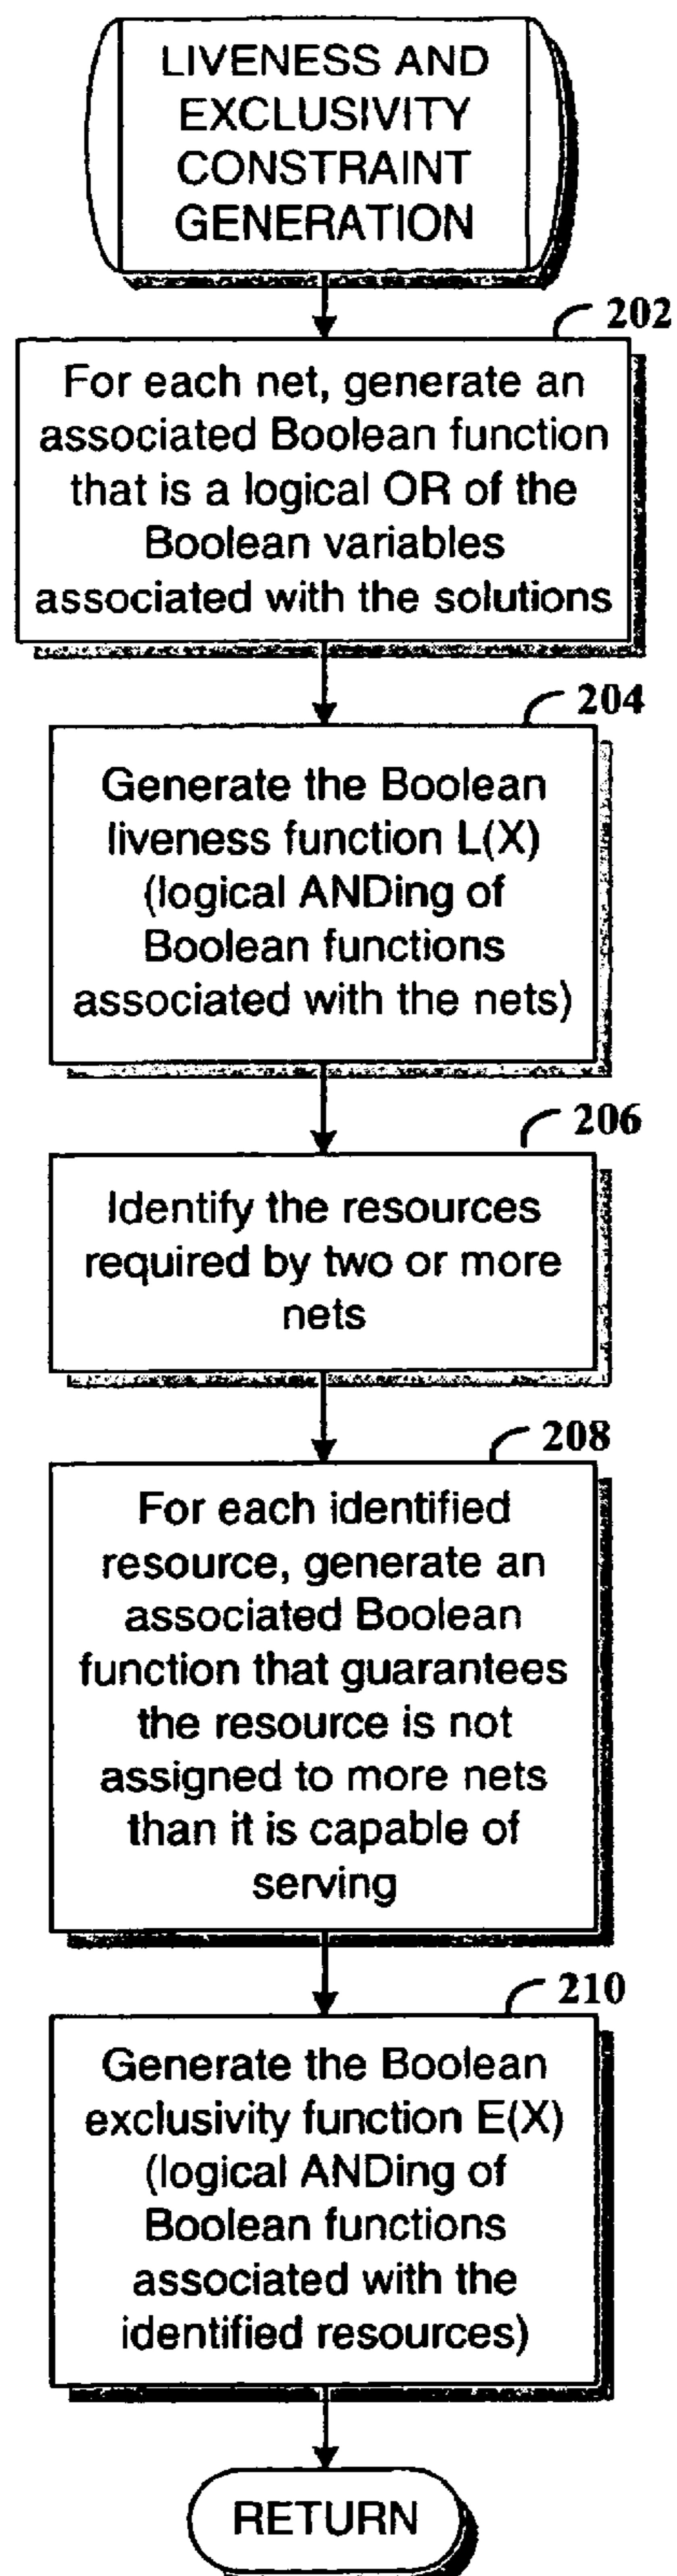 LIVENESS AND
EXCLUSIVITY
CONSTRAINT
GENERATION
202
For each net, generate an
associated Boolean function
that is a logical OR of the
Boolean variables
associated with the solutions
204
Generate the Boolean
liveness function L(X)
(logical ANDing of
Boolean functions
associated with the nets)
206
Identify the resources
required by two or more
nets
208
For each identified
resource, generate an
associated Boolean
function that guarantees
the resource is not
assigned to more nets
than it is capable of
serving
210
Generate the Boolean
exclusivity function E(X)
(logical ANDing of
Boolean functions
associated with the
identified resources)
RETURN